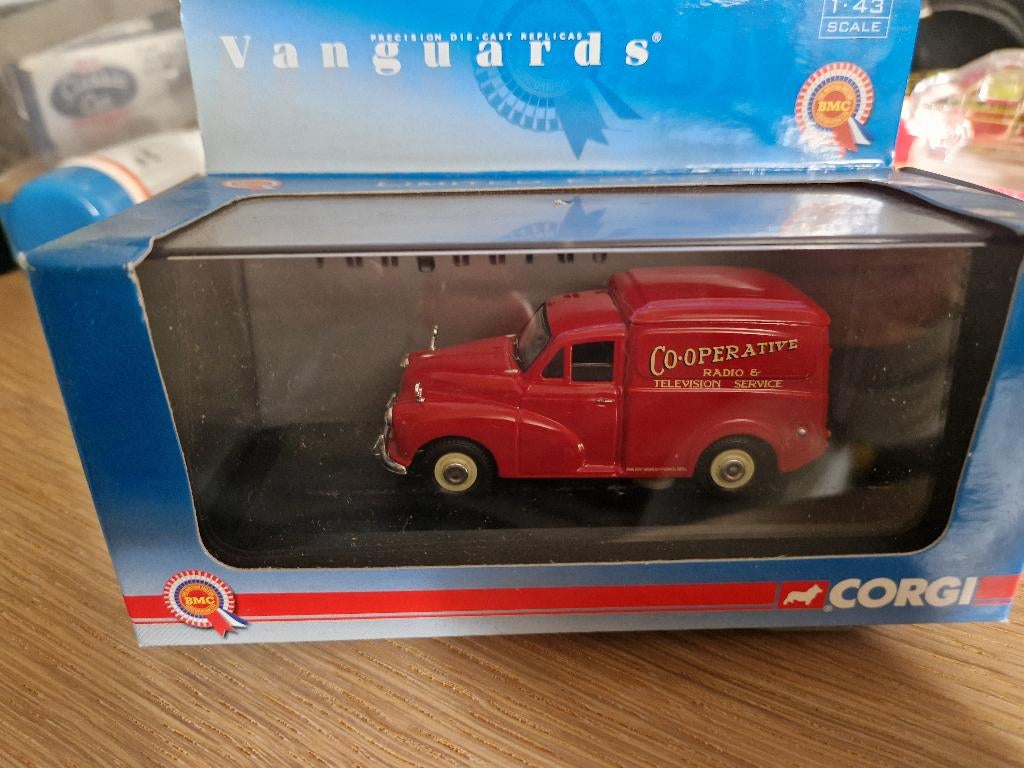 1:43
SCALE
PRECISION DIE-CAST REPLICAS
Vanguards®
BMC
CO-OPERATIVE
RADIO &
TELEVISION SERVICE
BMC
CORGI